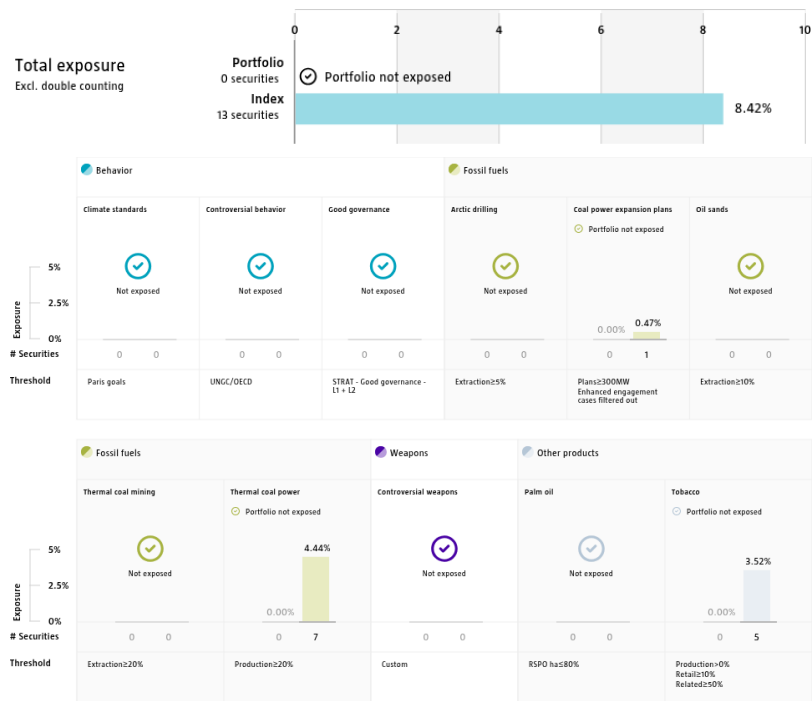 0 2 4 6 8 10
Total exposure
Excl. double counting
Portfolio
0 securities
Portfolio not exposed
Index
13 securities
8.42%
Behavior
Fossil fuels
Climate standards
Controversial behavior
Good governance
Arctic drilling
Coal power expansion plans
Oil sands
Portfolio not exposed
Not exposed
Not exposed
Not exposed
Not exposed
Not exposed
Exposure
5%
2.5%
0%
0.00% 0.47%
# Securities
0 0
0 0
0 0
0 0
0 1
0 0
Threshold
Paris goals
UNGC/OECD
STRAT - Good governance -
L1 + L2
Extraction≥5%
Plans≥300MW
Enhanced engagement
cases filtered out
Extraction≥10%
Fossil fuels
Weapons
Other products
Thermal coal mining
Thermal coal power
Controversial weapons
Palm oil
Tobacco
Portfolio not exposed
Portfolio not exposed
Not exposed
Not exposed
Not exposed
Exposure
5%
2.5%
0%
0.00% 4.44%
0.00% 3.52%
# Securities
0 0
0 7
0 0
0 0
0 5
Threshold
Extraction≥20%
Production≥20%
Custom
RSPO ha≤80%
Production>0%
Retail≥10%
Related≥50%